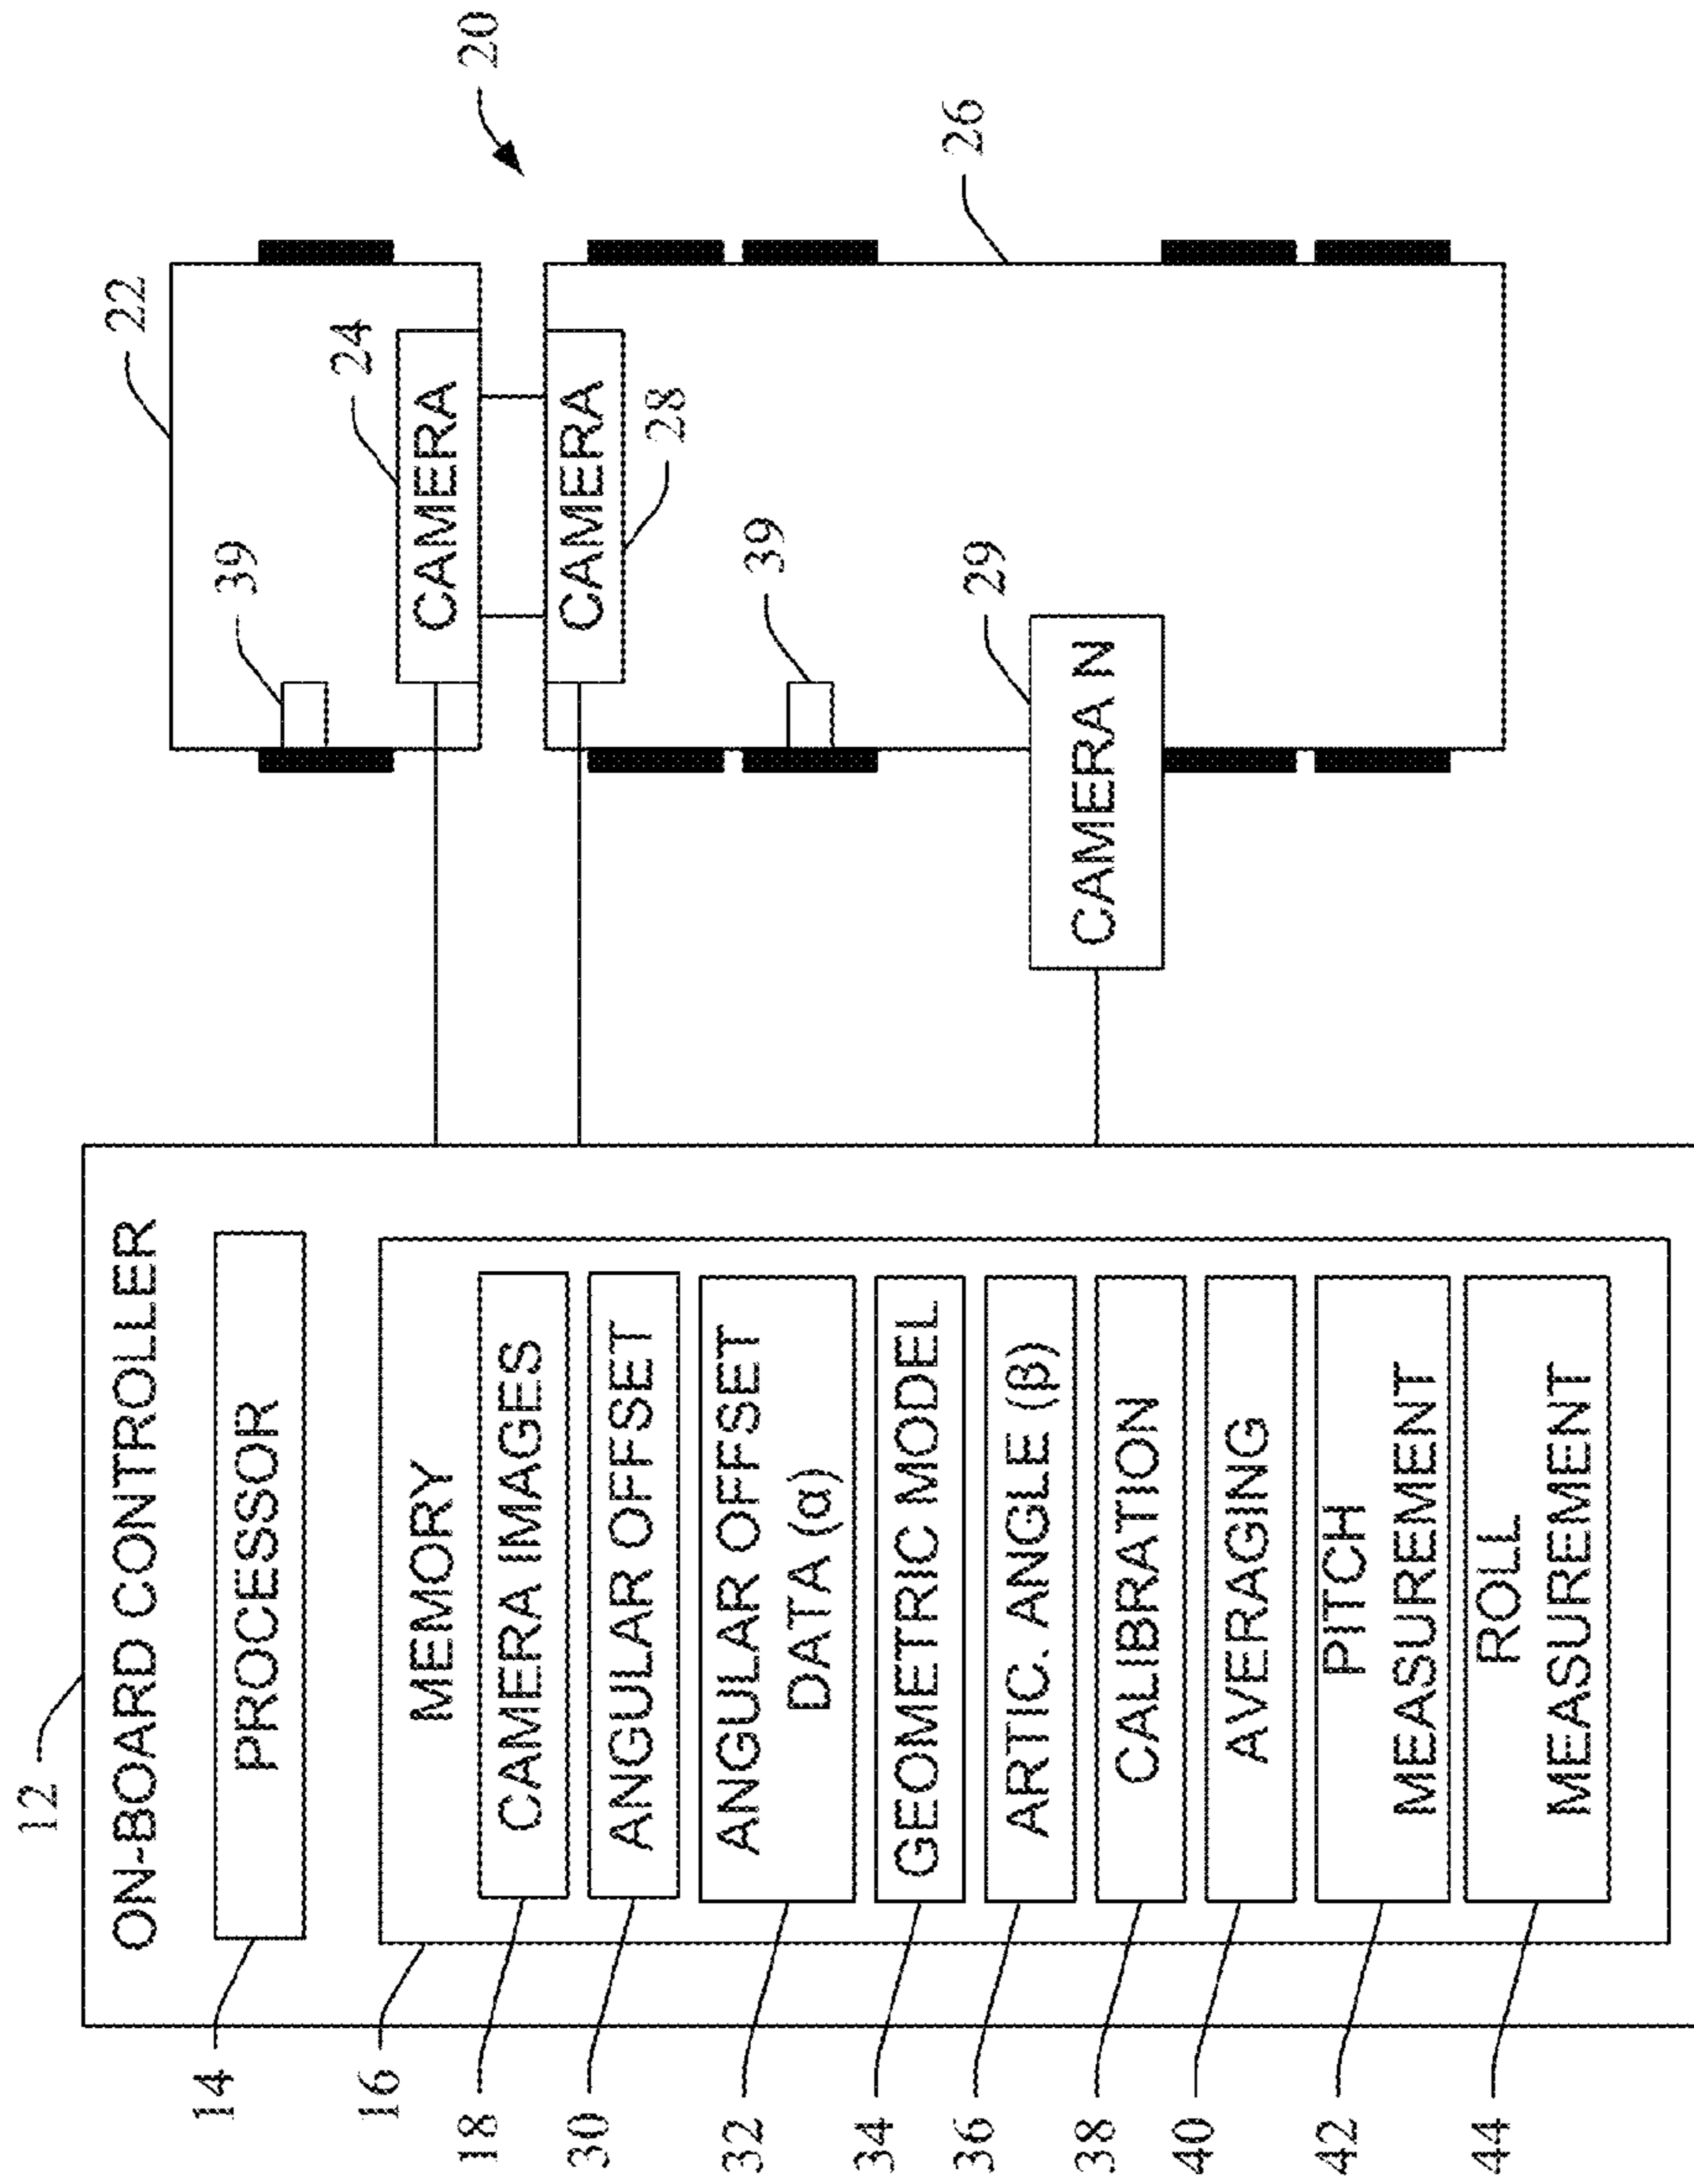 12
ON-BOARD CONTROLLER
14
PROCESSOR
16
MEMORY
18
CAMERA IMAGES
30
ANGULAR OFFSET
32
ANGULAR OFFSET
DATA (α)
34
GEOMETRIC MODEL
36
ARTIC. ANGLE (β)
38
CALIBRATION
40
AVERAGING
42
PITCH
MEASUREMENT
44
ROLL
MEASUREMENT
20
22
39
24
CAMERA
CAMERA
28
26
39
29
CAMERA N